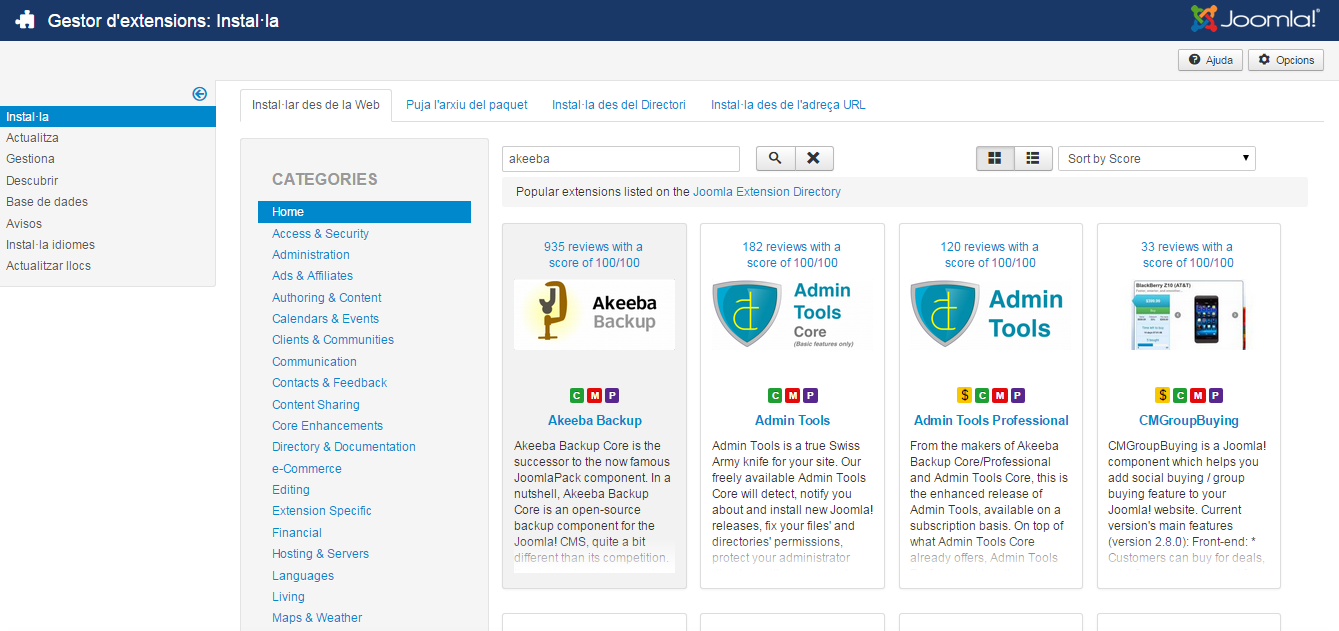 Gestor d'extensions: Instal·la
Joomla!®
Ajuda
Opcions
Instal·la
Actualitza
Gestiona
Descubrir
Base de dades
Avisos
Instal·la idiomes
Actualitzar llocs
Instal·lar des de la Web
Puja l'arxiu del paquet
Instal·la des del Directori
Instal·la des de l'adreça URL
CATEGORIES
Home
Access & Security
Administration
Ads & Affiliates
Authoring & Content
Calendars & Events
Clients & Communities
Communication
Contacts & Feedback
Content Sharing
Core Enhancements
Directory & Documentation
e-Commerce
Editing
Extension Specific
Financial
Hosting & Servers
Languages
Living
Maps & Weather
akeeba
Sort by Score
Popular extensions listed on the Joomla Extension Directory
935 reviews with a
score of 100/100
Akeeba
Backup
C M P
Akeeba Backup
Akeeba Backup Core is the
successor to the now famous
JoomlaPack component. In a
nutshell, Akeeba Backup
Core is an open-source
backup component for the
Joomla! CMS, quite a bit
different than its competition.
182 reviews with a
score of 100/100
Admin
Tools
Core
(Basic features only)
C M P
Admin Tools
Admin Tools is a true Swiss
Army knife for your site. Our
freely available Admin Tools
Core will detect, notify you
about and install new Joomla!
releases, fix your files' and
directories' permissions,
protect your administrator
120 reviews with a
score of 100/100
Admin
Tools
$ C M P
Admin Tools Professional
From the makers of Akeeba
Backup Core/Professional
and Admin Tools Core, this is
the enhanced release of
Admin Tools, available on a
subscription basis. On top of
what Admin Tools Core
already offers, Admin Tools
33 reviews with a
score of 100/100
BlackBerry Z10 (AT&T)
$ C M P
CMGroupBuying
CMGroupBuying is a Joomla!
component which helps you
add social buying / group
buying feature to your
Joomla! website. Current
version's main features
(version 2.8.0): Front-end: *
Customers can buy for deals.